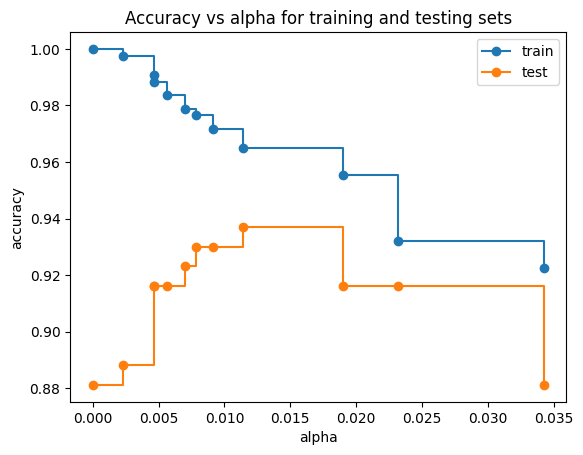 Accuracy vs alpha for training and testing sets
train
test
accuracy
1.00
0.98
0.96
0.94
0.92
0.90
0.88
0.000 0.005 0.010 0.015 0.020 0.025 0.030 0.035
alpha